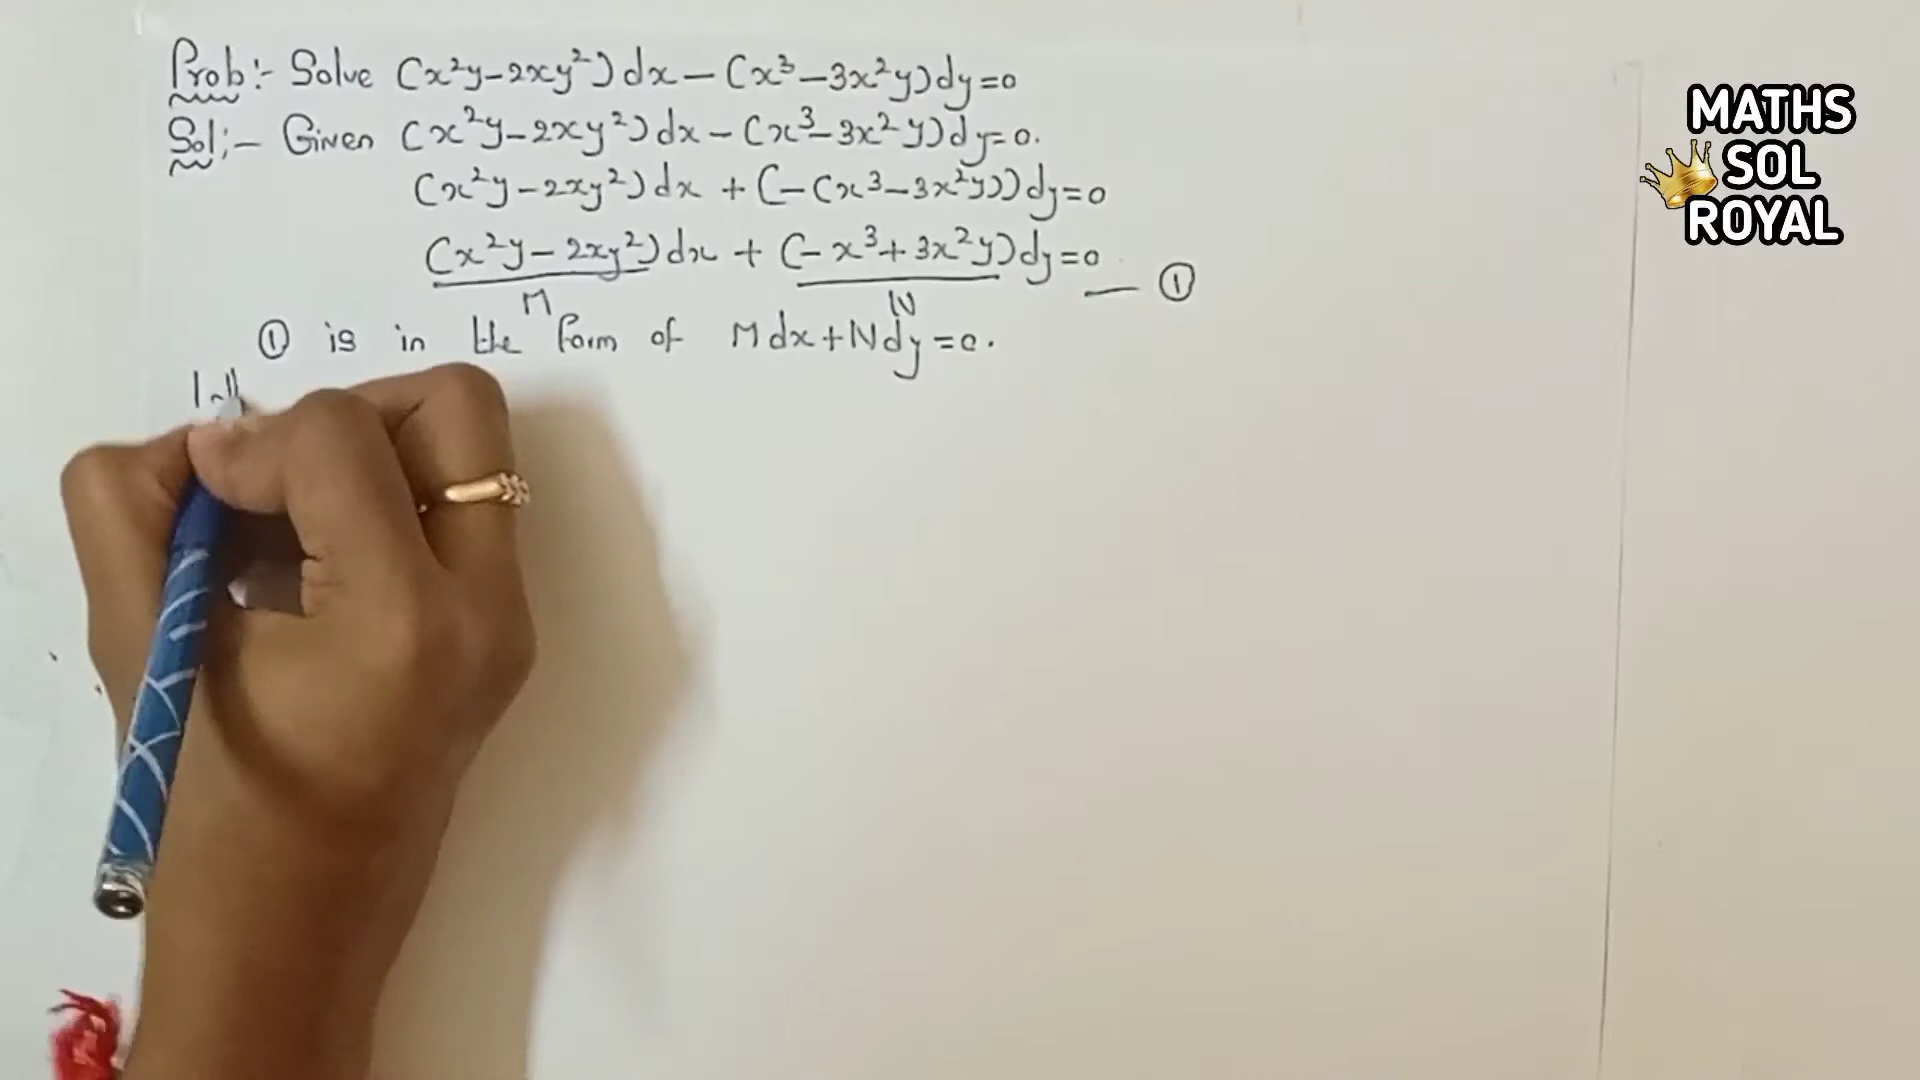 Prob:- Solve (x²y-2xy²)dx-(x³-3x²y)dy=0
Sol:- Given (x²y-2xy²)dx-(x³-3x²y)dy=0.
(x²y-2xy²)dx+(-(x³-3x²y))dy=0
(x²y-2xy²)dx+(-x³+3x²y)dy=0 — ①
M N
① is in the form of Mdx+Ndy=0.
MATHS
SOL
ROYAL